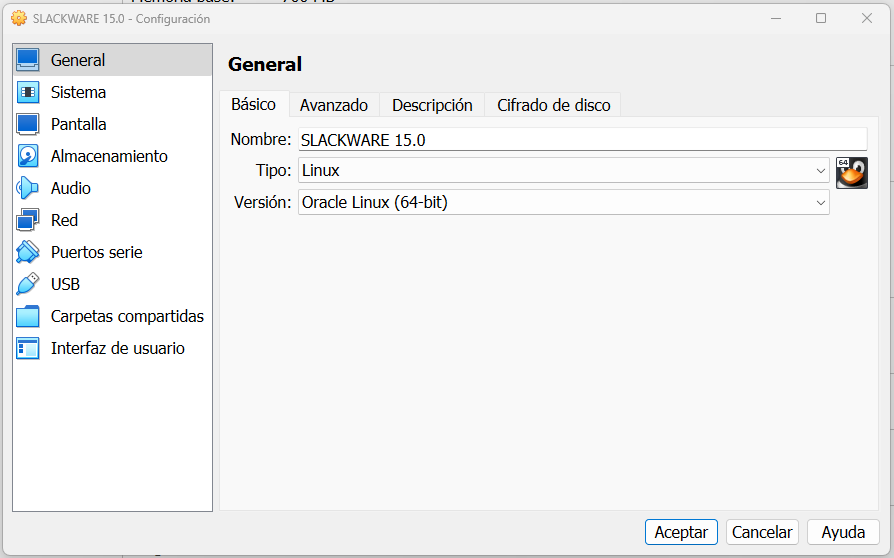 SLACKWARE 15.0 - Configuración
General
Sistema
Pantalla
Almacenamiento
Audio
Red
Puertos serie
USB
Carpetas compartidas
Interfaz de usuario
General
Básico Avanzado Descripción Cifrado de disco
Nombre: SLACKWARE 15.0
Tipo: Linux
64
Versión: Oracle Linux (64-bit)
Aceptar Cancelar Ayuda